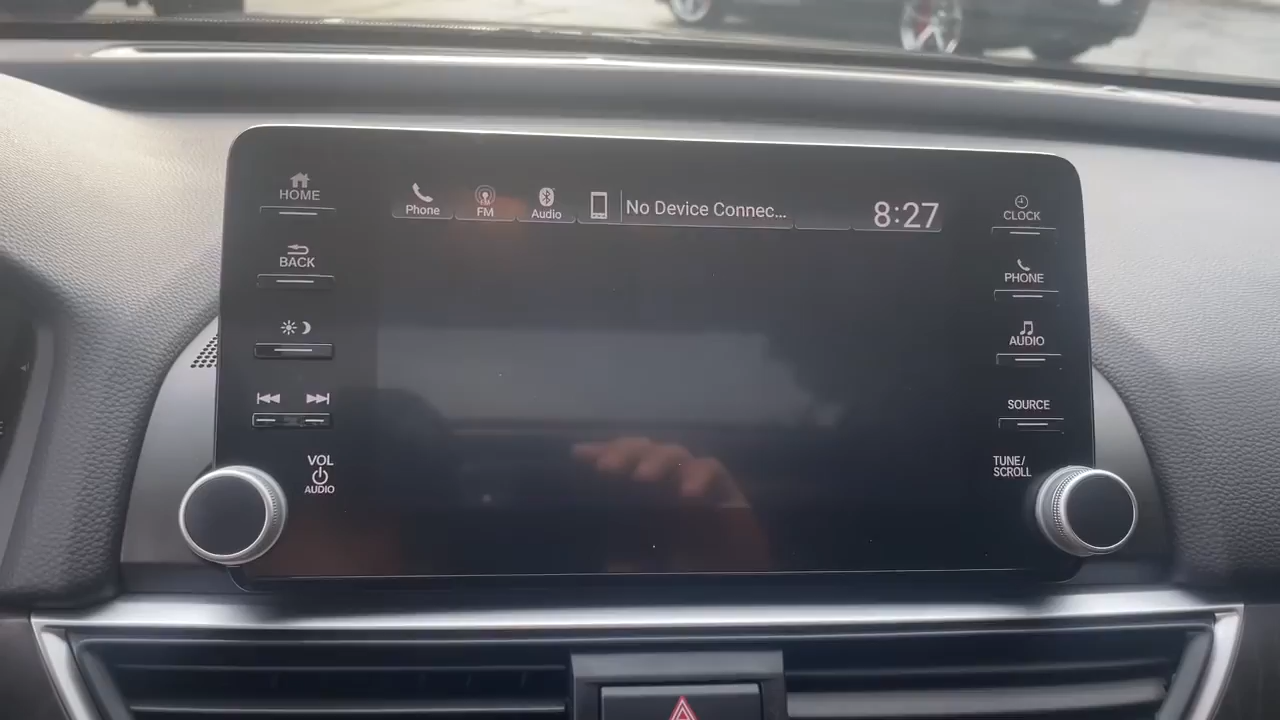 HOME
BACK
VOL
AUDIO
Phone
FM
Audio
No Device Connec...
8:27
CLOCK
PHONE
AUDIO
SOURCE
TUNE/
SCROLL